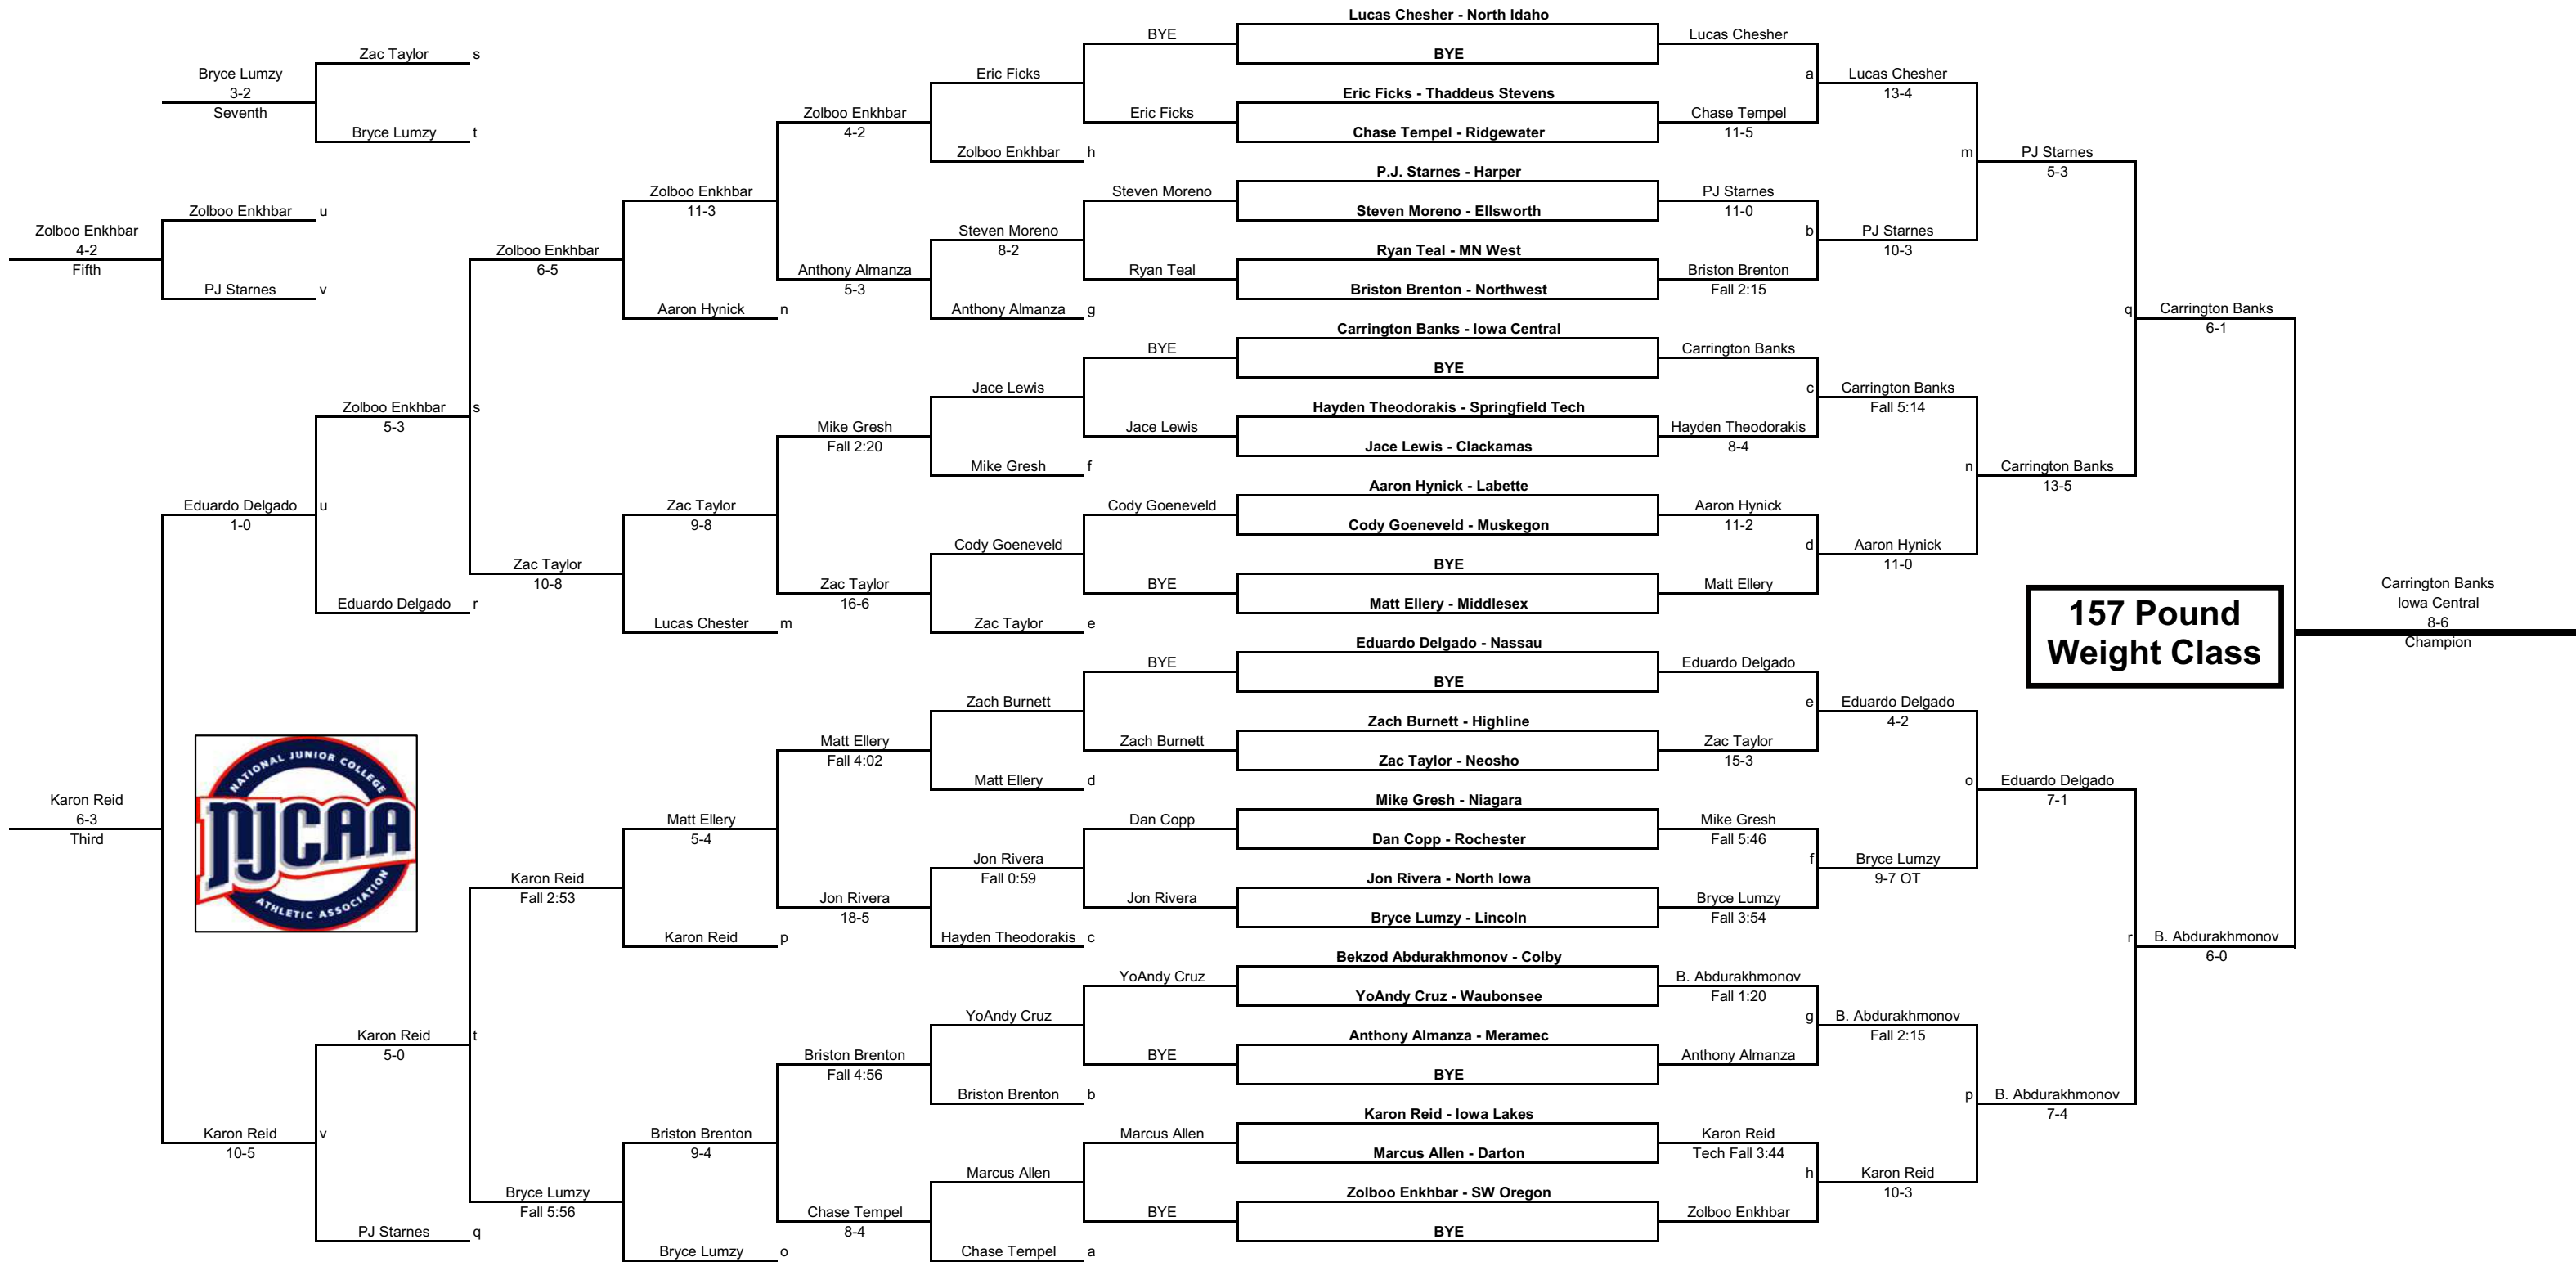 Lucas Chesher - North Idaho
BYE
Lucas Chesher
Zac Taylor
s
BYE
Bryce Lumzy
Eric Ficks
a
Lucas Chesher
3-2
Eric Ficks - Thaddeus Stevens
13-4
Seventh
Zolboo Enkhbar
Eric Ficks
Chase Tempel
Bryce Lumzy
t
4-2
Chase Tempel - Ridgewater
11-5
Zolboo Enkhbar
h
m
PJ Starnes
P.J. Starnes - Harper
5-3
Zolboo Enkhbar
Steven Moreno
PJ Starnes
Zolboo Enkhbar
u
11-3
Steven Moreno - Ellsworth
11-0
Zolboo Enkhbar
Steven Moreno
b
PJ Starnes
4-2
Zolboo Enkhbar
8-2
Ryan Teal - MN West
10-3
Fifth
6-5
Anthony Almanza
Ryan Teal
Briston Brenton
PJ Starnes
v
5-3
Briston Brenton - Northwest
Fall 2:15
Aaron Hynick
n
Anthony Almanza
g
q
Carrington Banks
Carrington Banks - Iowa Central
6-1
BYE
Carrington Banks
BYE
Jace Lewis
c
Carrington Banks
Zolboo Enkhbar
s
Hayden Theodorakis - Springfield Tech
Fall 5:14
5-3
Mike Gresh
Jace Lewis
Hayden Theodorakis
Fall 2:20
Jace Lewis - Clackamas
8-4
Mike Gresh
f
n
Carrington Banks
Aaron Hynick - Labette
13-5
Eduardo Delgado
u
Zac Taylor
Cody Goeneveld
Aaron Hynick
1-0
9-8
Cody Goeneveld - Muskegon
11-2
Cody Goeneveld
d
Aaron Hynick
Zac Taylor
BYE
11-0
10-8
Zac Taylor
BYE
Matt Ellery
Carrington Banks
Eduardo Delgado
r
16-6
Matt Ellery - Middlesex
157 Pound
Iowa Central
Lucas Chester
m
Zac Taylor
e
8-6
Eduardo Delgado - Nassau
Weight Class
Champion
BYE
Eduardo Delgado
BYE
Zach Burnett
e
Eduardo Delgado
Zach Burnett - Highline
4-2
Matt Ellery
Zach Burnett
Zac Taylor
NATIONAL JUNIOR COLLEGE
Fall 4:02
Zac Taylor - Neosho
15-3
Matt Ellery
d
o
Eduardo Delgado
Karon Reid
Mike Gresh - Niagara
7-1
6-3
Matt Ellery
Dan Copp
Mike Gresh
Third
NJCAA
5-4
Dan Copp - Rochester
Fall 5:46
Jon Rivera
f
Bryce Lumzy
Karon Reid
Fall 0:59
Jon Rivera - North Iowa
9-7 OT
ATHLETIC ASSOCIATION
Fall 2:53
Jon Rivera
Jon Rivera
Bryce Lumzy
18-5
Bryce Lumzy - Lincoln
Fall 3:54
Karon Reid
p
Hayden Theodorakis
c
r
B. Abdurakhmonov
Bekzod Abdurakhmonov - Colby
6-0
YoAndy Cruz
B. Abdurakhmonov
YoAndy Cruz - Waubonsee
Fall 1:20
YoAndy Cruz
g
B. Abdurakhmonov
Karon Reid
t
Anthony Almanza - Meramec
Fall 2:15
5-0
Briston Brenton
BYE
Anthony Almanza
Fall 4:56
BYE
Briston Brenton
b
p
B. Abdurakhmonov
Karon Reid - Iowa Lakes
7-4
Karon Reid
v
Briston Brenton
Marcus Allen
Karon Reid
10-5
9-4
Marcus Allen - Darton
Tech Fall 3:44
Marcus Allen
h
Karon Reid
Bryce Lumzy
Zolboo Enkhbar - SW Oregon
10-3
Fall 5:56
Chase Tempel
BYE
Zolboo Enkhbar
PJ Starnes
q
8-4
BYE
Bryce Lumzy
o
Chase Tempel
a